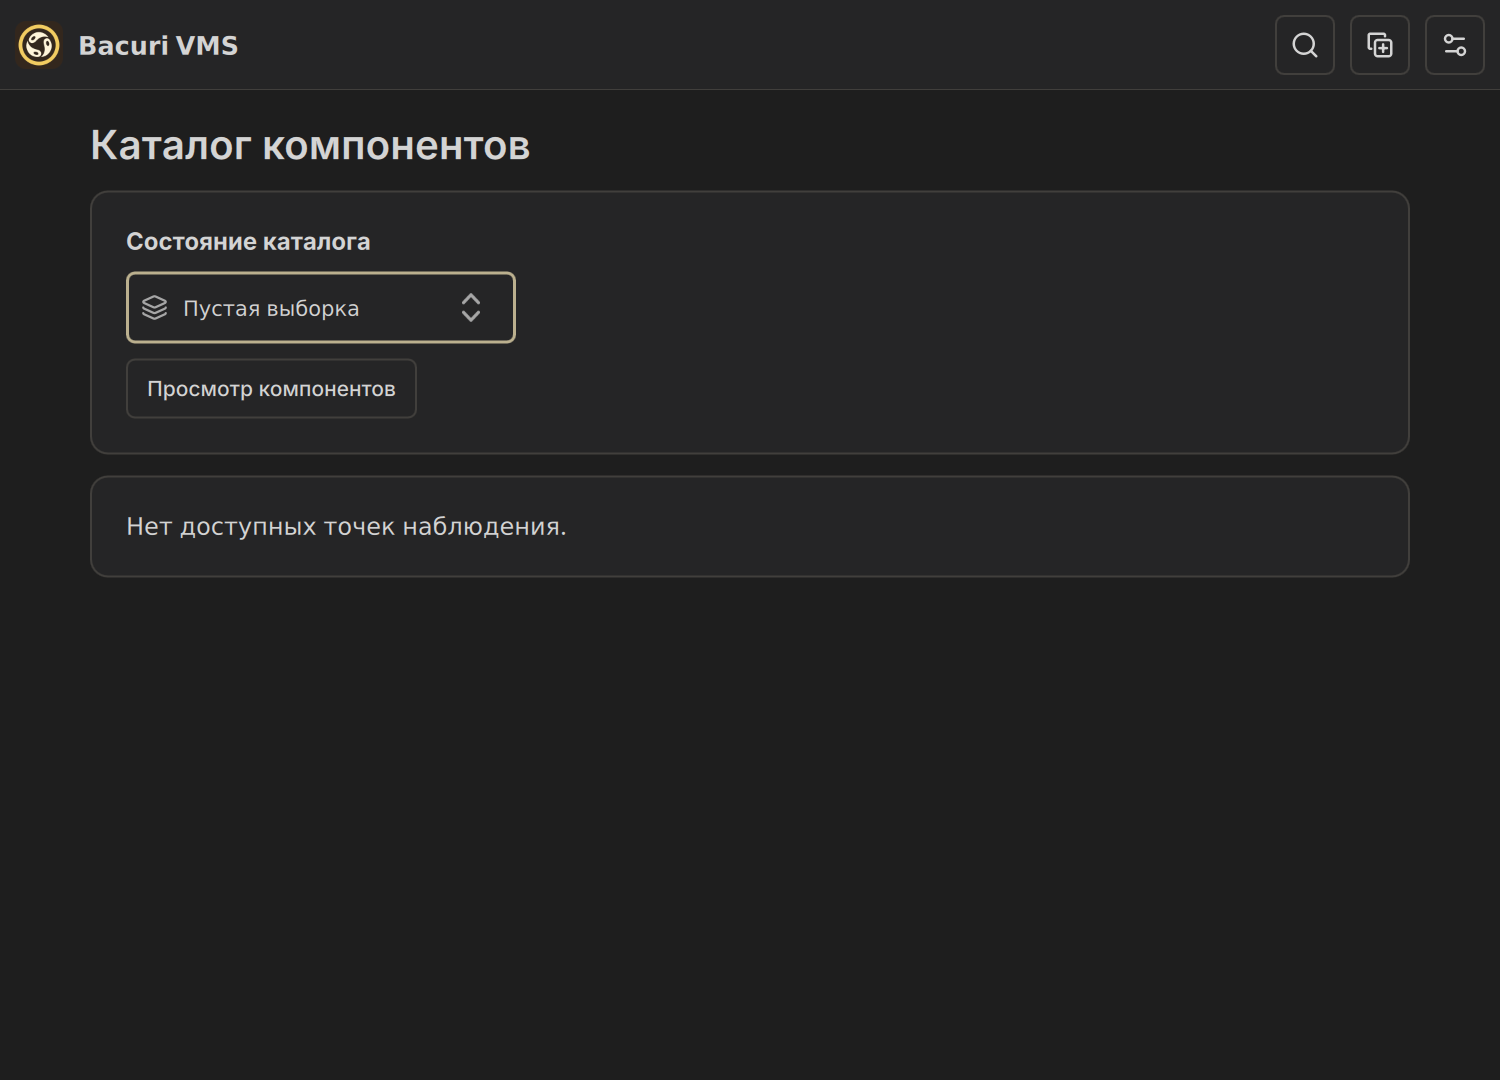 Bacuri VMS
Каталог компонентов
Состояние каталога
Пустая выборка
Просмотр компонентов
Нет доступных точек наблюдения.